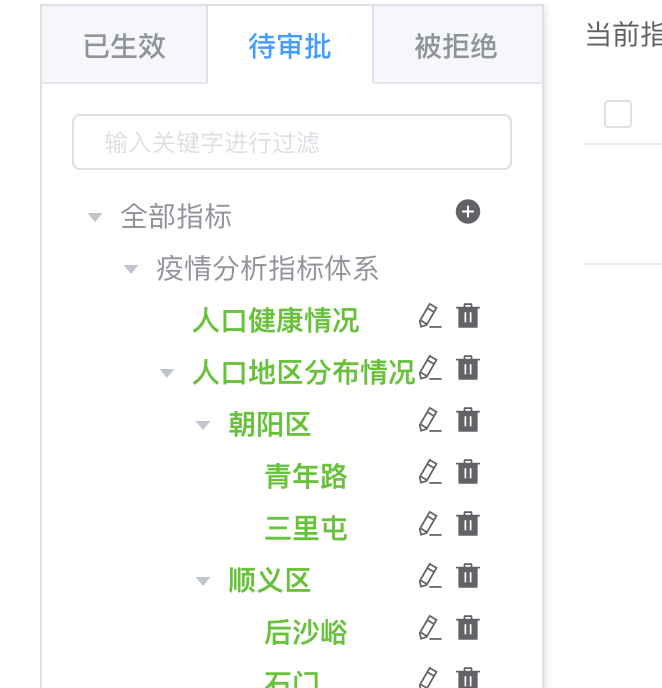 已生效 待审批 被拒绝
当前指
输入关键字进行过滤
全部指标
疫情分析指标体系
人口健康情况
人口地区分布情况
朝阳区
青年路
三里屯
顺义区
后沙峪
石门